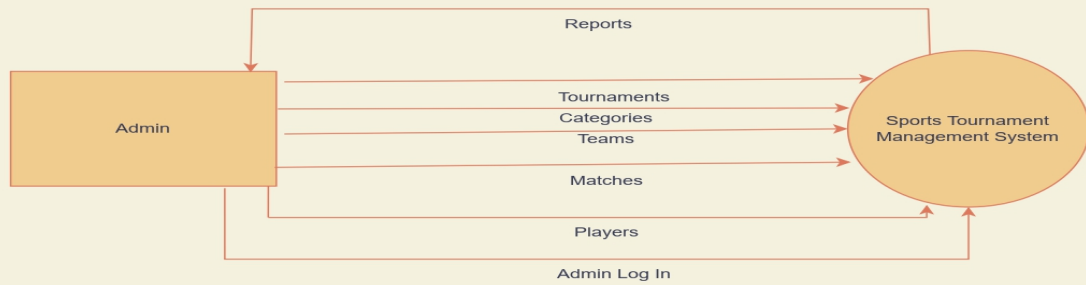 Reports
Tournaments
Admin
Categories
Sports Tournament
Management System
Teams
Matches
Players
Admin Log In